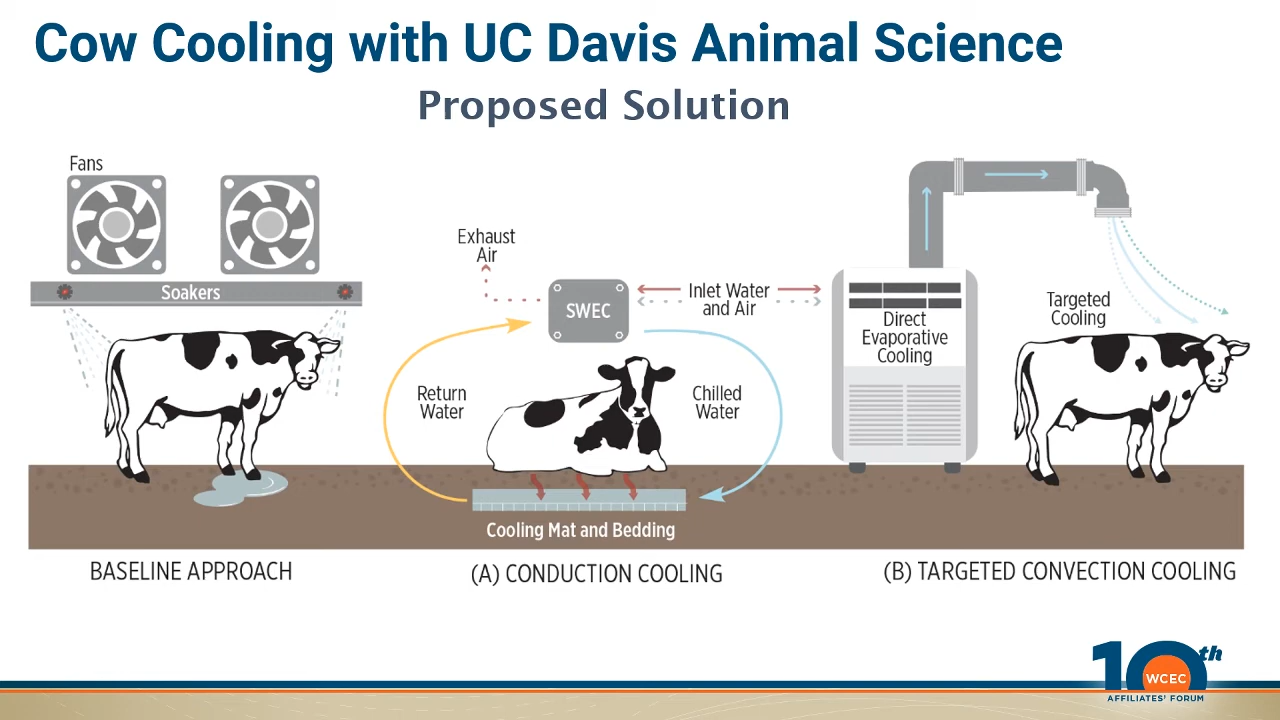 Cow Cooling with UC Davis Animal Science
Proposed Solution
Fans
Soakers
BASELINE APPROACH
Exhaust
Air
SWEC
Inlet Water
and Air
Return
Water
Chilled
Water
Cooling Mat and Bedding
(A) CONDUCTION COOLING
Direct
Evaporative
Cooling
Targeted
Cooling
(B) TARGETED CONVECTION COOLING
10th
WCEC
AFFILIATES' FORUM